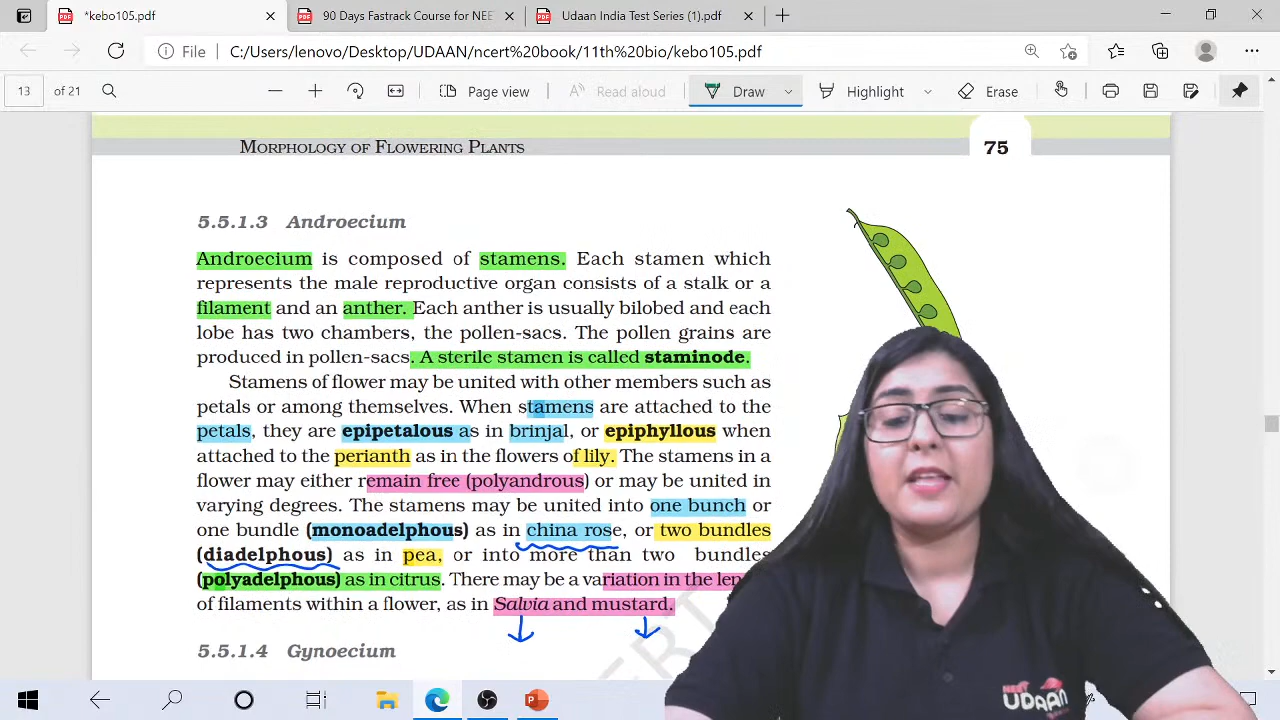 *kebo105.pdf
90 Days Fastrack Course for NEE
Udaan India Test Series (1).pdf
File
C:/Users/lenovo/Desktop/UDAAN/ncert%20book/11th%20bio/kebo105.pdf
13 of 21
Page view
Read aloud
Draw
Highlight
Erase
MORPHOLOGY OF FLOWERING PLANTS
75
5.5.1.3 Androecium
Androecium is composed of stamens. Each stamen which
represents the male reproductive organ consists of a stalk or a
filament and an anther. Each anther is usually bilobed and each
lobe has two chambers, the pollen-sacs. The pollen grains are
produced in pollen-sacs. A sterile stamen is called staminode.
Stamens of flower may be united with other members such as
petals or among themselves. When stamens are attached to the
petals, they are epipetalous as in brinjal, or epiphyllous when
attached to the perianth as in the flowers of lily. The stamens in a
flower may either remain free (polyandrous) or may be united in
varying degrees. The stamens may be united into one bunch or
one bundle (monoadelphous) as in china rose, or two bundles
(diadelphous) as in pea, or into more than two bundles
(polyadelphous) as in citrus. There may be a variation in the len
of filaments within a flower, as in Salvia and mustard.
5.5.1.4 Gynoecium
NEET
UDAAN